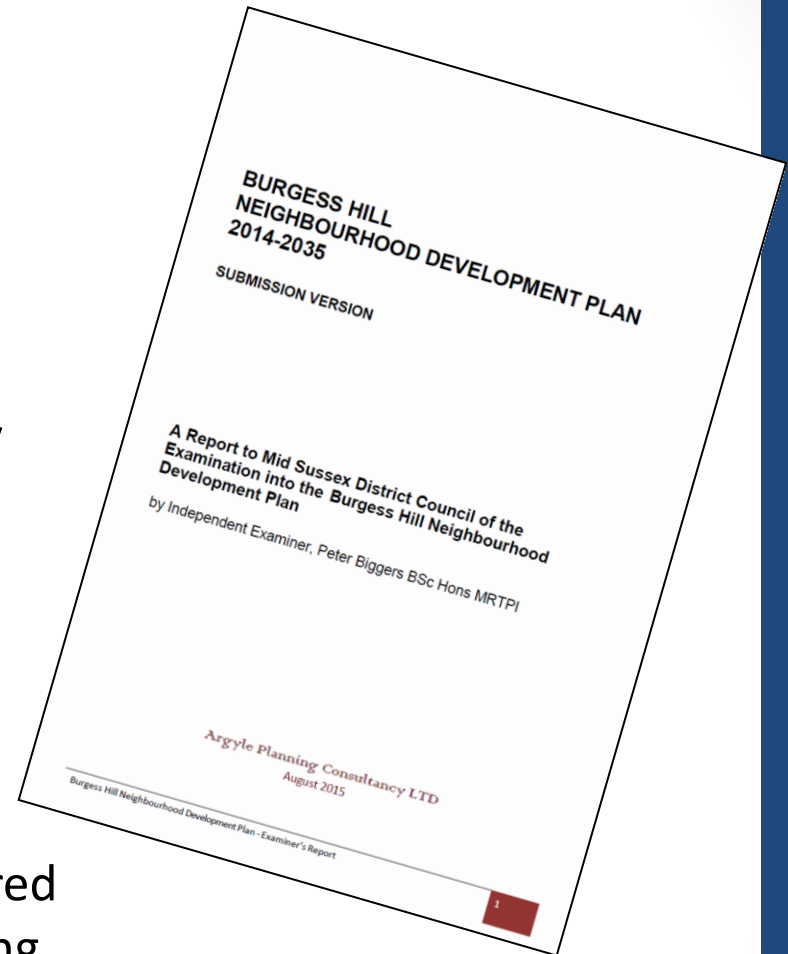 BURGESS HILL
NEIGHBOURHOOD DEVELOPMENT PLAN
2014-2035
SUBMISSION VERSION
A Report to Mid Sussex District Council of the
Examination into the Burgess Hill Neighbourhood
Development Plan
by Independent Examiner, Peter Biggers BSc Hons MRTPI
Argyle Planning Consultancy LTD
August 2015
Burgess Hill Neighbourhood Development Plan - Examiner's Report
1